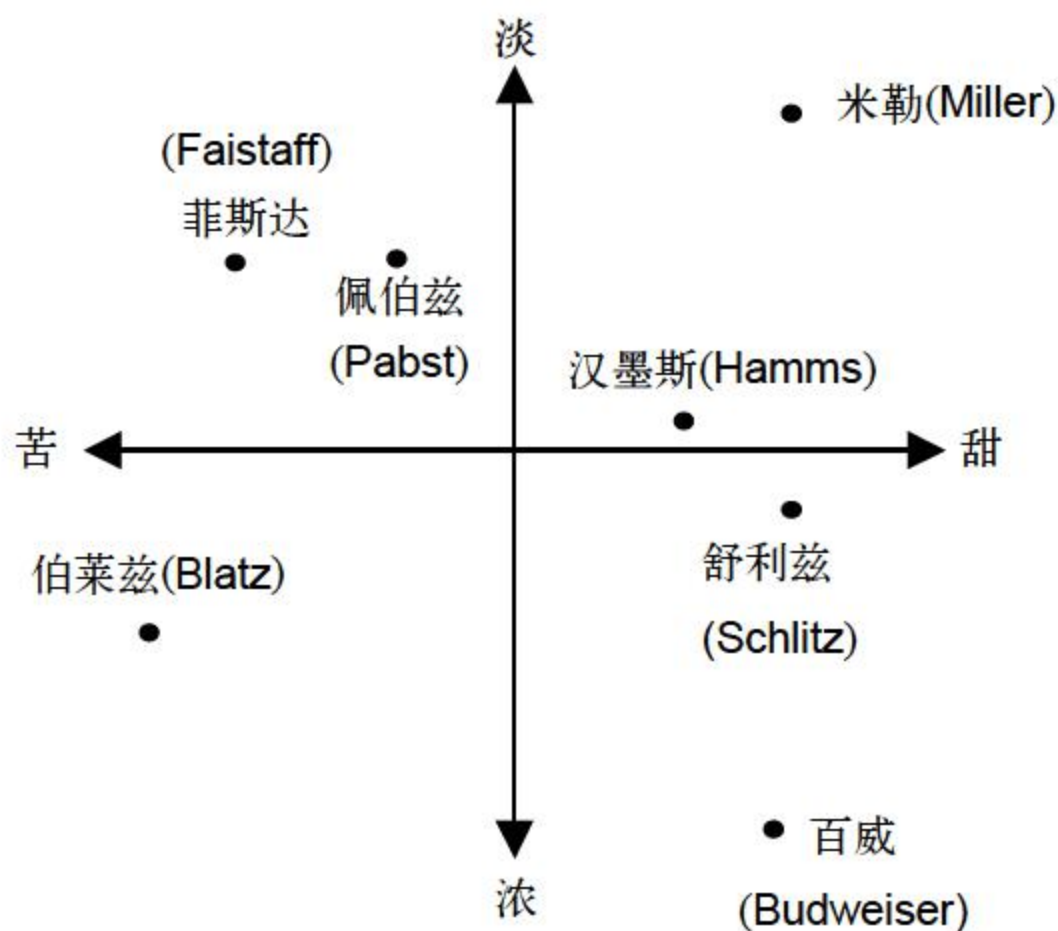 淡
米勒(Miller)
(Faistaff)
菲斯达
佩伯兹
(Pabst)
汉墨斯(Hamms)
苦
甜
伯莱兹(Blatz)
舒利兹
(Schlitz)
百威
(Budweiser)
浓